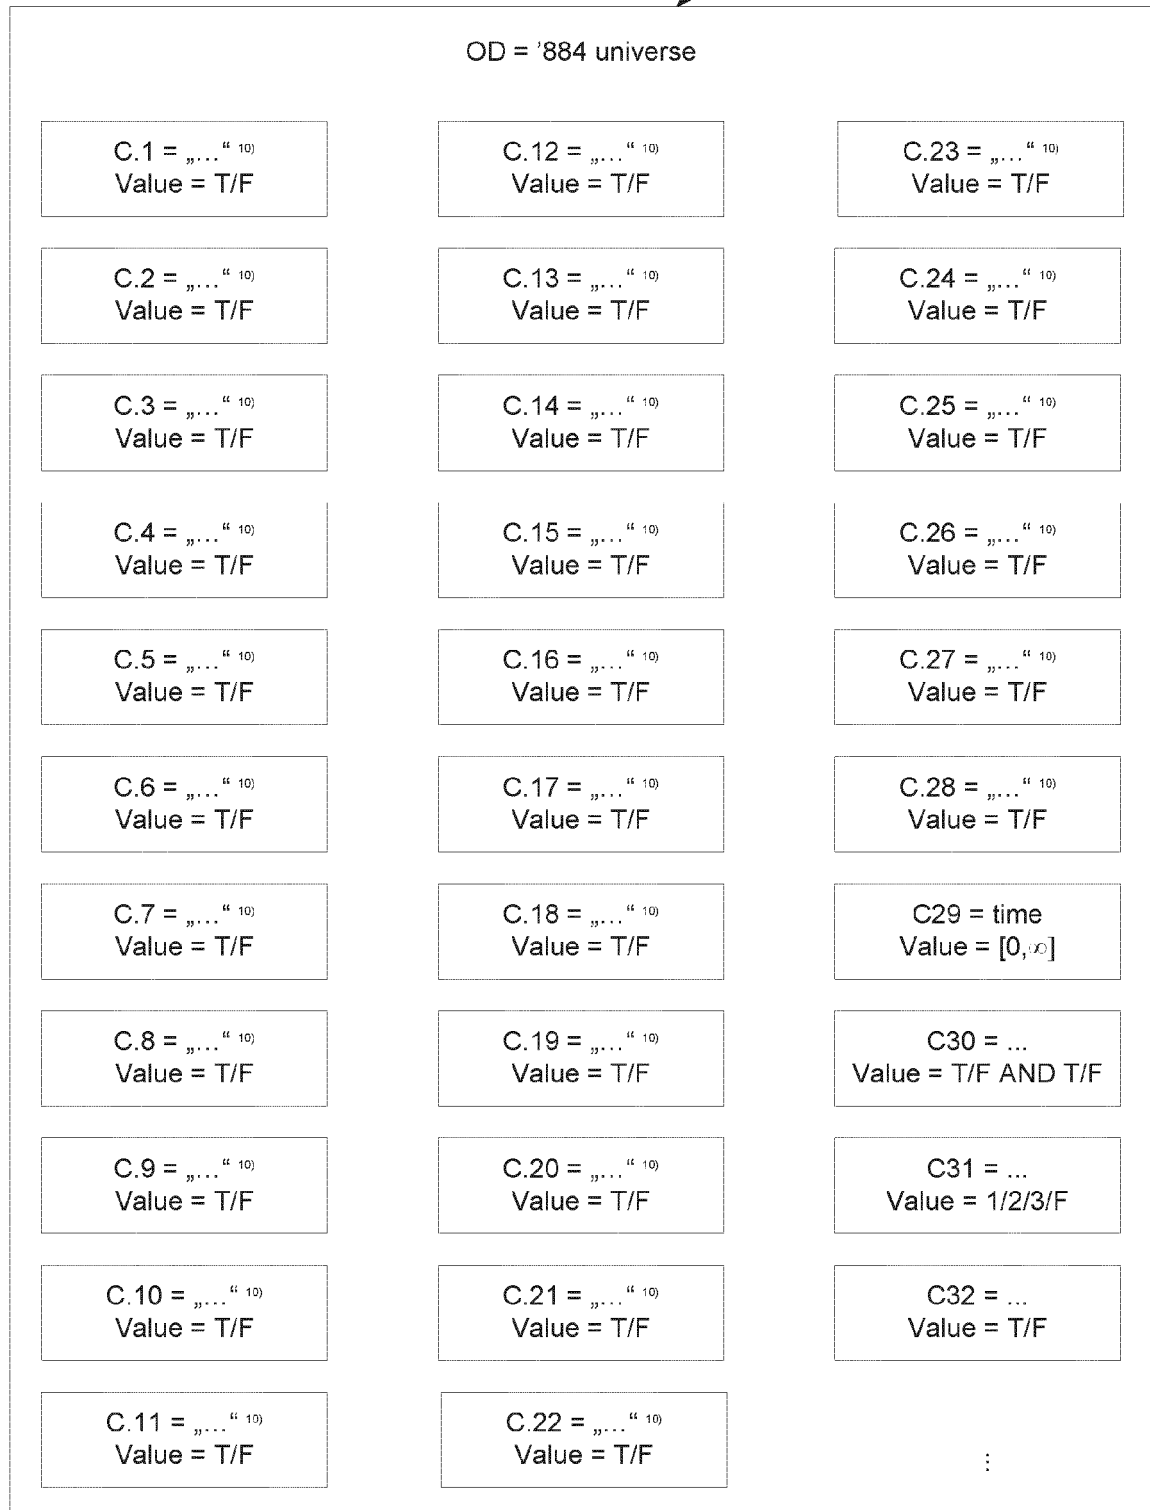 OD = '884 universe
C.1 = „…“ 10)
Value = T/F
C.2 = „…“ 10)
Value = T/F
C.3 = „…“ 10)
Value = T/F
C.4 = „…“ 10)
Value = T/F
C.5 = „…“ 10)
Value = T/F
C.6 = „…“ 10)
Value = T/F
C.7 = „…“ 10)
Value = T/F
C.8 = „…“ 10)
Value = T/F
C.9 = „…“ 10)
Value = T/F
C.10 = „…“ 10)
Value = T/F
C.11 = „…“ 10)
Value = T/F
C.12 = „…“ 10)
Value = T/F
C.13 = „…“ 10)
Value = T/F
C.14 = „…“ 10)
Value = T/F
C.15 = „…“ 10)
Value = T/F
C.16 = „…“ 10)
Value = T/F
C.17 = „…“ 10)
Value = T/F
C.18 = „…“ 10)
Value = T/F
C.19 = „…“ 10)
Value = T/F
C.20 = „…“ 10)
Value = T/F
C.21 = „…“ 10)
Value = T/F
C.22 = „…“ 10)
Value = T/F
C.23 = „…“ 10)
Value = T/F
C.24 = „…“ 10)
Value = T/F
C.25 = „…“ 10)
Value = T/F
C.26 = „…“ 10)
Value = T/F
C.27 = „…“ 10)
Value = T/F
C.28 = „…“ 10)
Value = T/F
C29 = time
Value = [0,∞]
C30 = ...
Value = T/F AND T/F
C31 = ...
Value = 1/2/3/F
C32 = ...
Value = T/F
⋮